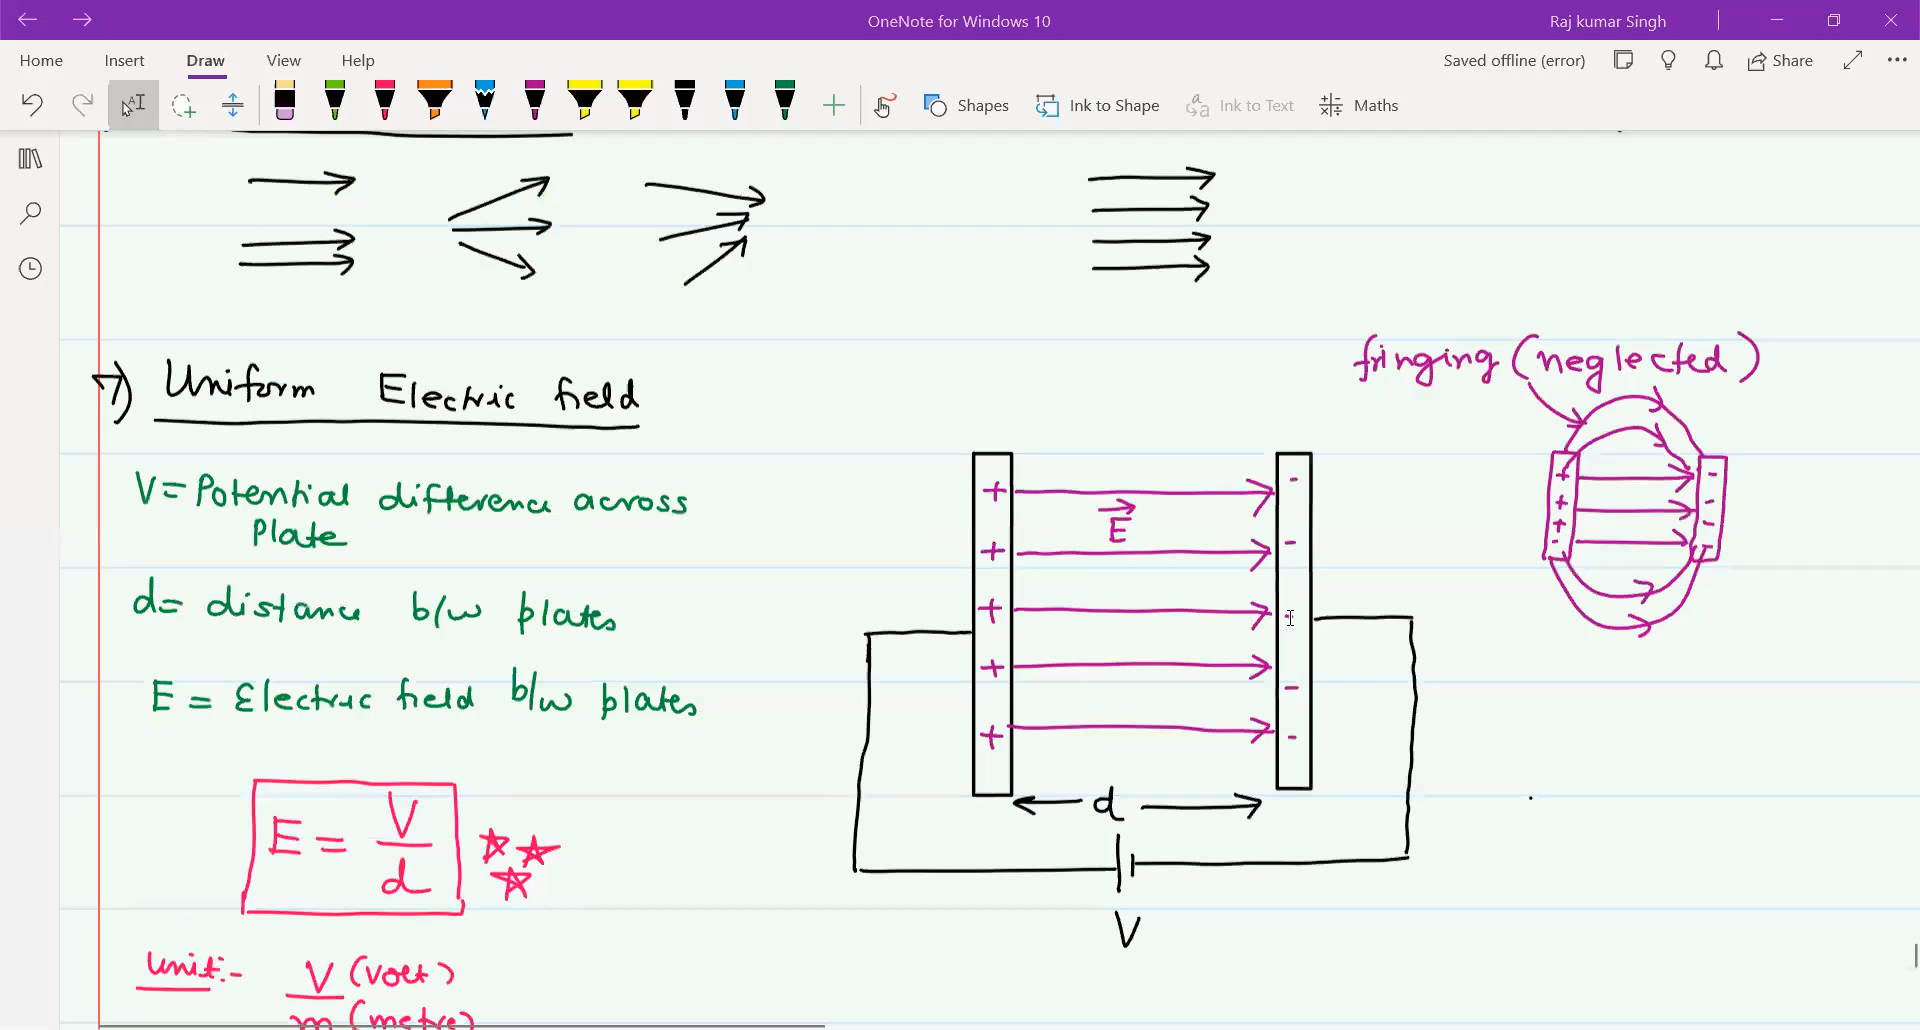 OneNote for Windows 10
Raj kumar Singh
Home Insert Draw View Help
Saved offline (error)
Share
Shapes
Ink to Shape
Ink to Text
Maths
fringing (neglected)
7) Uniform Electric field
V = Potential difference across
Plate
d = distance b/w plates
E = Electric field b/w plates
+ -
+ -
+ -
+ -
+ -
E
d
V
+ -
+ -
+ -
- -
E = V/d
Unit:- V (volt)
m (metre)